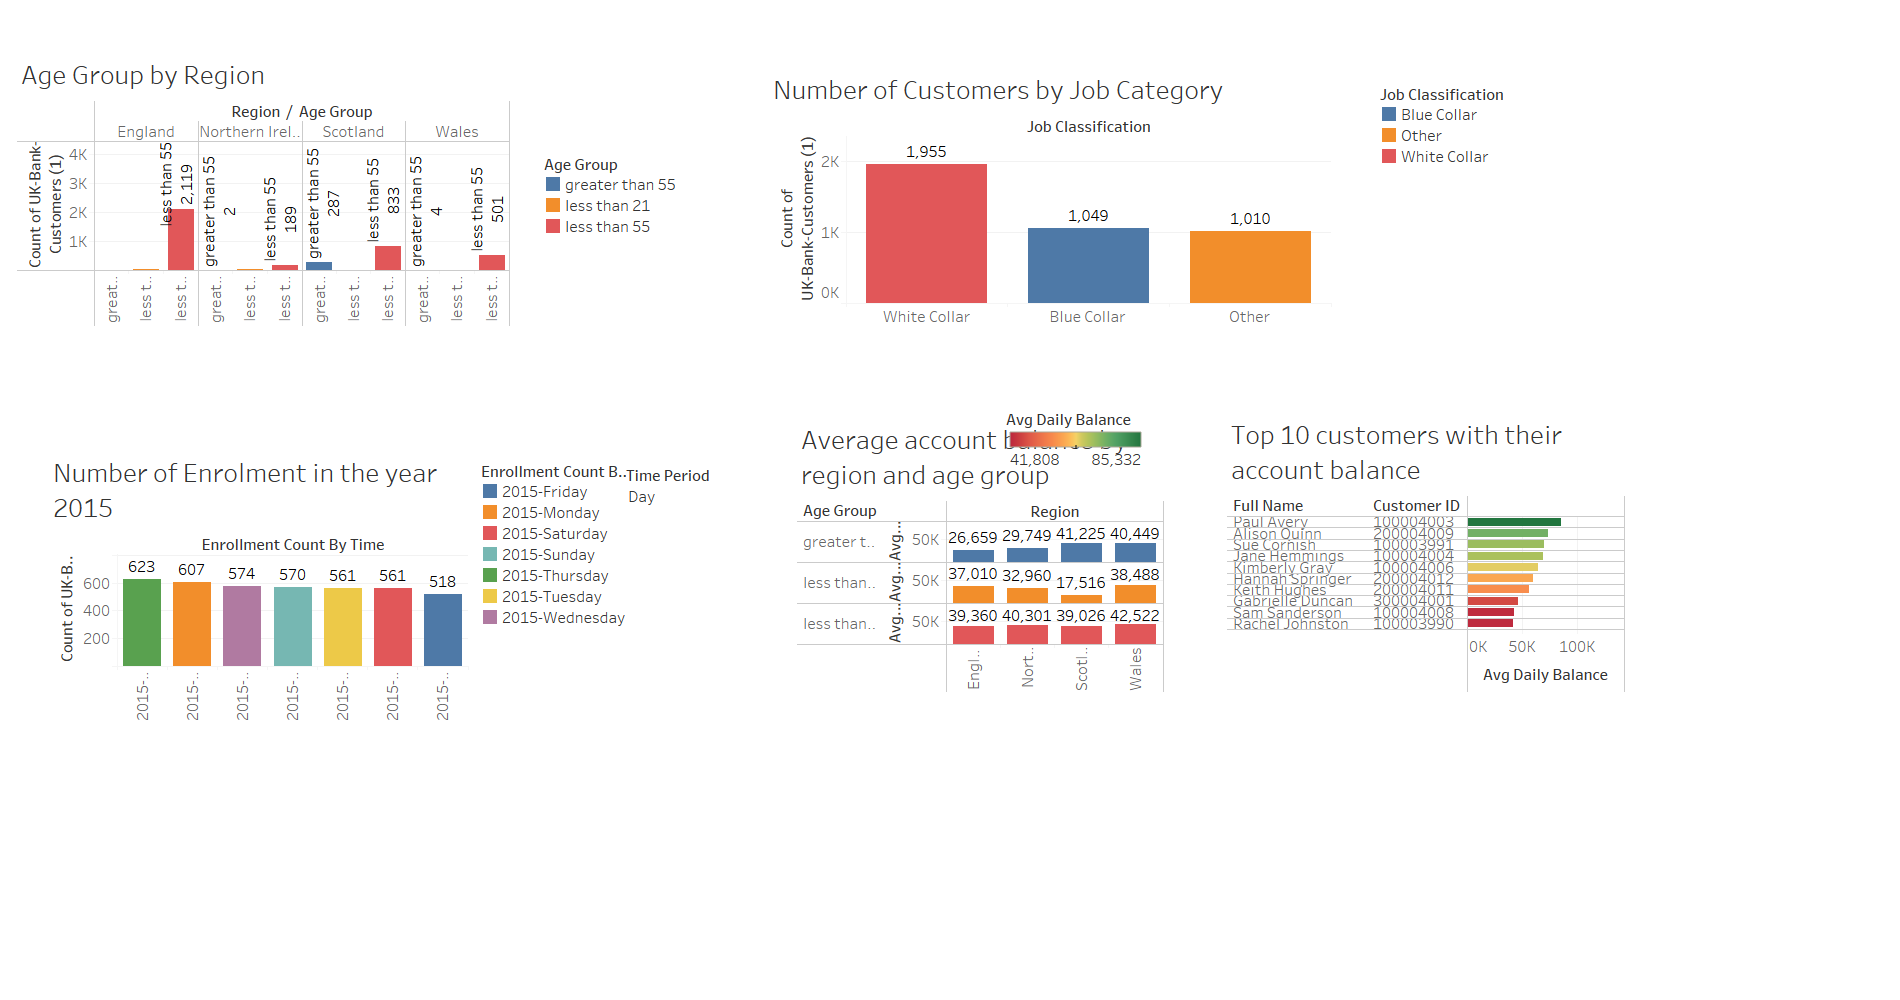 Age Group by Region
Region / Age Group
England
Northern Irel..
Scotland
Wales
Count of UK-Bank-
Customers (1)
4K
3K
2K
1K
less than 55
2,119
greater than 55
2
less than 55
189
greater than 55
287
less than 55
833
greater than 55
4
less than 55
501
great..
less t..
less t..
great..
less t..
less t..
great..
less t..
less t..
great..
less t..
less t..
Age Group
greater than 55
less than 21
less than 55
Number of Customers by Job Category
Job Classification
Count of
UK-Bank-Customers (1)
2K
1K
0K
1,955
1,049
1,010
White Collar
Blue Collar
Other
Job Classification
Blue Collar
Other
White Collar
Number of Enrolment in the year
2015
Enrollment Count By Time
Count of UK-B..
600
400
200
623
607
574
570
561
561
518
2015-..
2015-..
2015-..
2015-..
2015-..
2015-..
2015-..
Enrollment Count B..
2015-Friday
2015-Monday
2015-Saturday
2015-Sunday
2015-Thursday
2015-Tuesday
2015-Wednesday
Time Period
Day
Avg Daily Balance
41,808 85,332
Average account balance by
region and age group
Age Group
Region
greater t.. Avg... 50K 26,659 29,749 41,225 40,449
less than.. Avg... 50K 37,010 32,960 17,516 38,488
less than.. Avg... 50K 39,360 40,301 39,026 42,522
Engl..
Nort..
Scotl..
Wales
Top 10 customers with their
account balance
Full Name Customer ID
Paul Avery 100004003
Alison Quinn 200004009
Sue Cornish 100003991
Jane Hemmings 100004004
Kimberly Gray 100004006
Hannah Springer 200004012
Keith Hughes 200004011
Gabrielle Duncan 300004001
Sam Sanderson 100004008
Rachel Johnston 100003990
0K 50K 100K
Avg Daily Balance